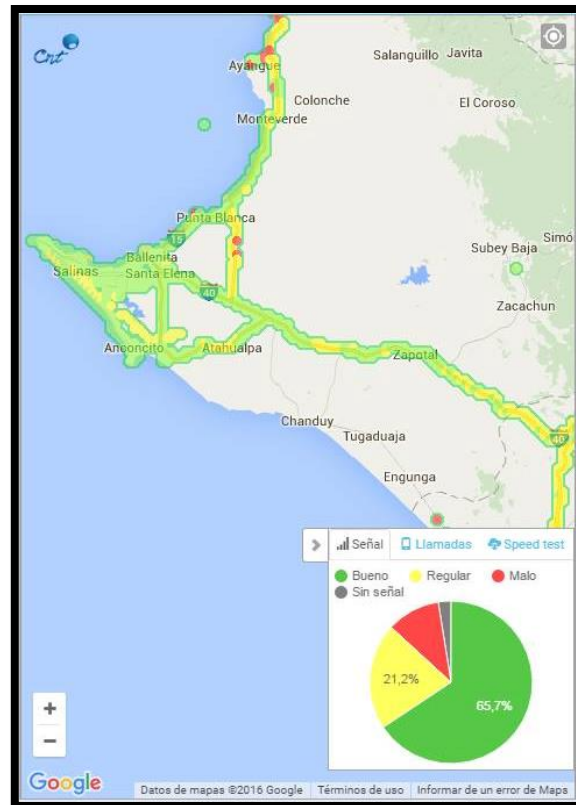 Cnt
Salanguillo
Javita
Ayangue
El Coroso
Colonche
Monteverde
Punta Blanca
15
Simó
Subey Baja
Ballenita
Salinas
Santa Elena
40
Zacachun
Anconcito
Atahualpa
Zapotal
Chanduy
40
Tugaduaja
Engunga
Señal
Llamadas
Speed test
Bueno
Regular
Malo
Sin señal
21,2%
65,7%
+
−
Google
Datos de mapas ©2016 Google
Términos de uso
Informar de un error de Maps